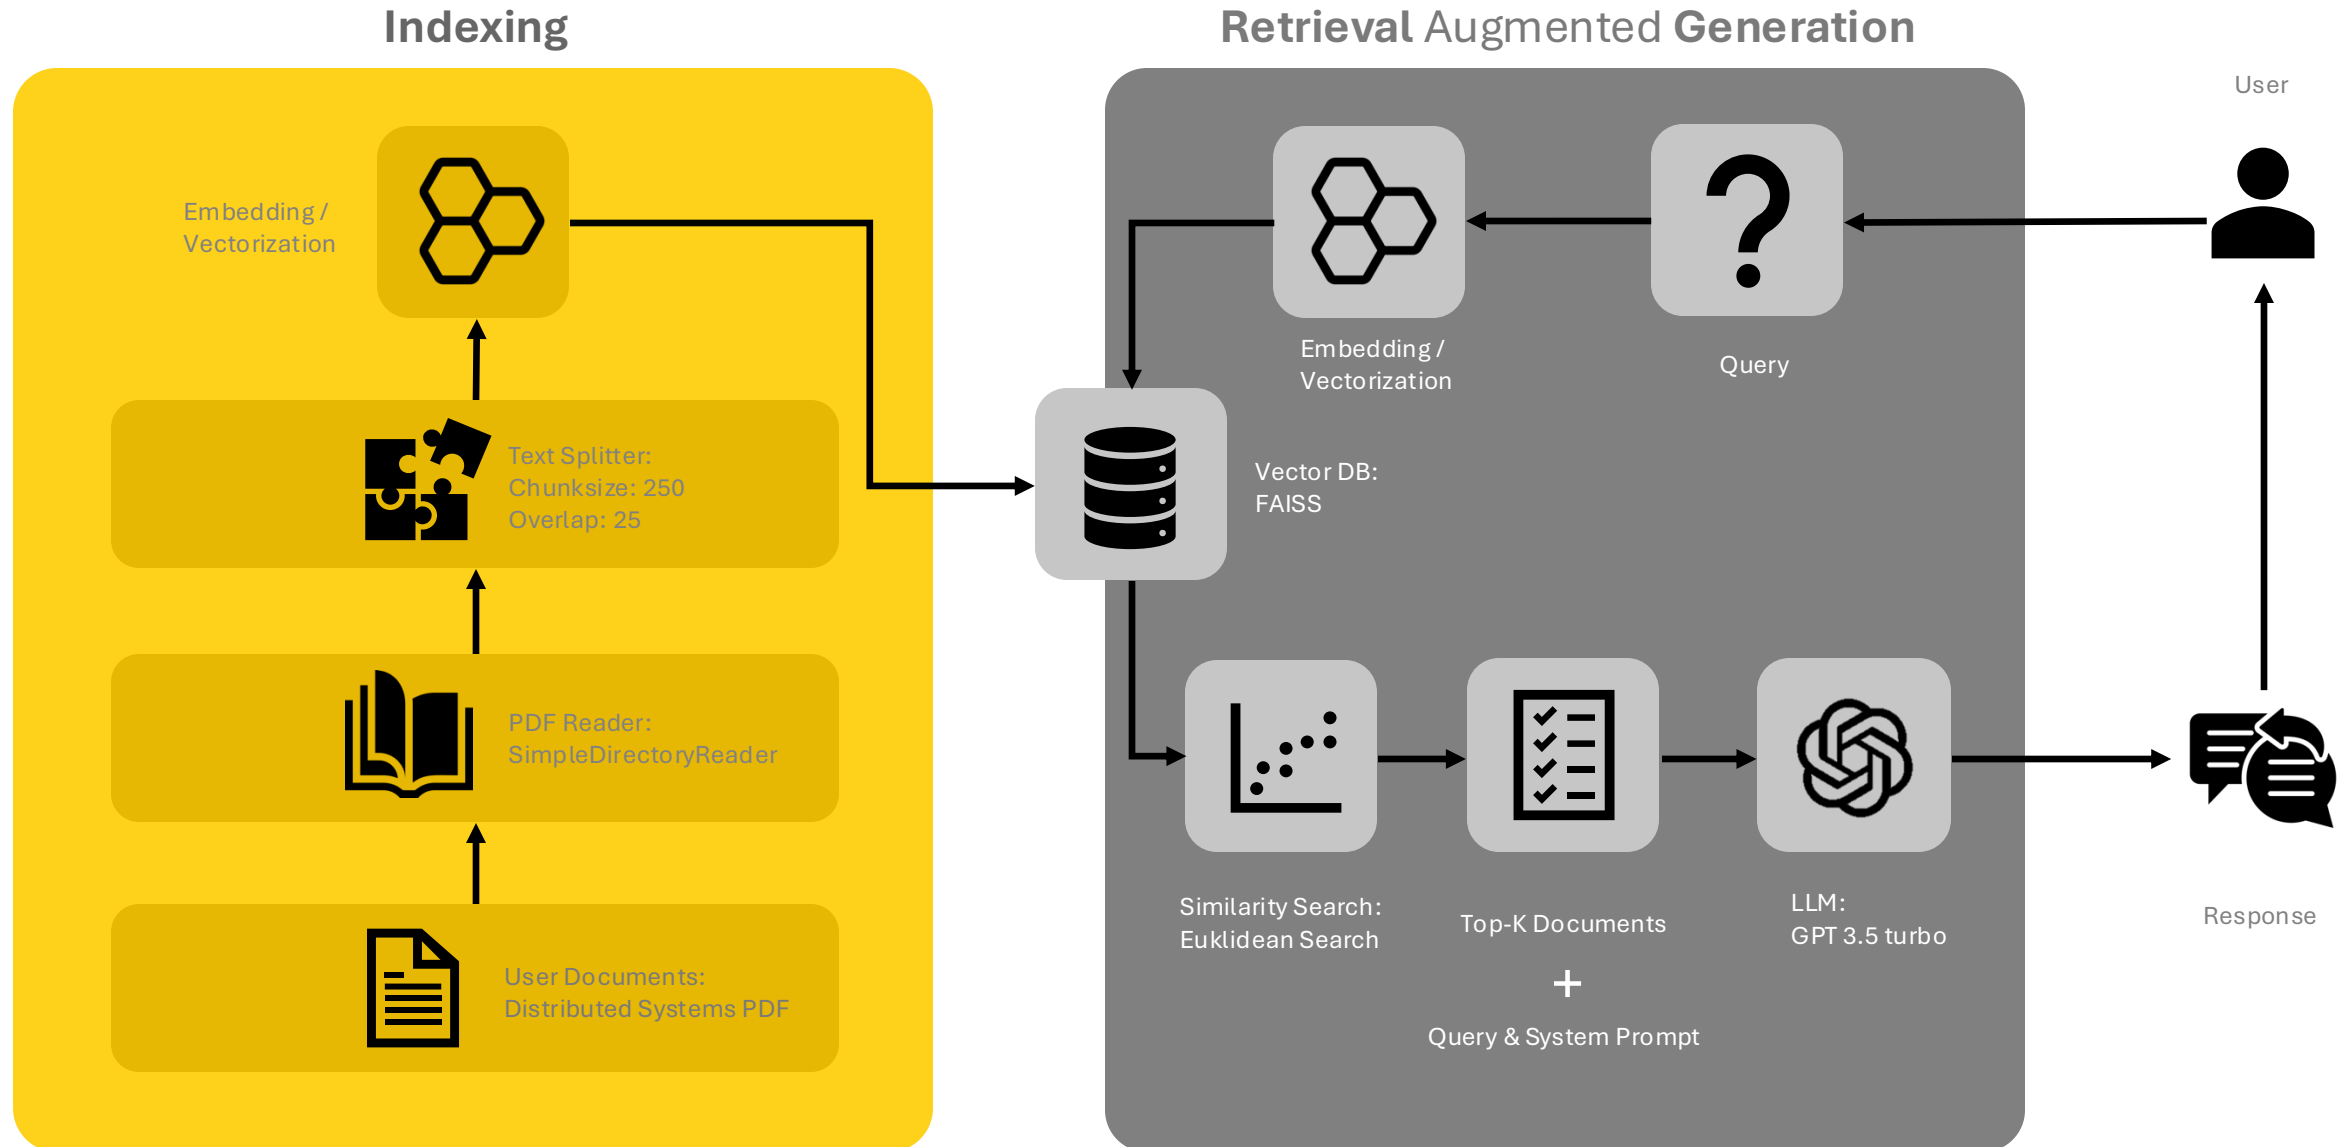 Indexing
Embedding /
Vectorization
Text Splitter:
Chunksize: 250
Overlap: 25
PDF Reader:
SimpleDirectoryReader
User Documents:
Distributed Systems PDF
Retrieval Augmented Generation
User
Embedding /
Vectorization
Query
Vector DB:
FAISS
Similarity Search:
Euklidean Search
Top-K Documents
+
Query & System Prompt
LLM:
GPT 3.5 turbo
Response